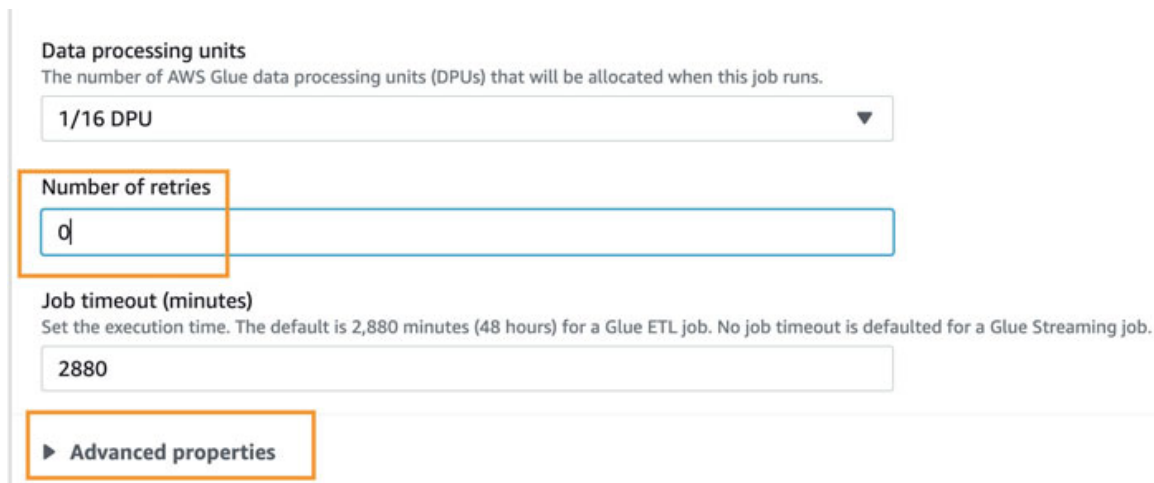 Data processing units
The number of AWS Glue data processing units (DPUs) that will be allocated when this job runs.
1/16 DPU
Number of retries
0
Job timeout (minutes)
Set the execution time. The default is 2,880 minutes (48 hours) for a Glue ETL job. No job timeout is defaulted for a Glue Streaming job.
2880
Advanced properties